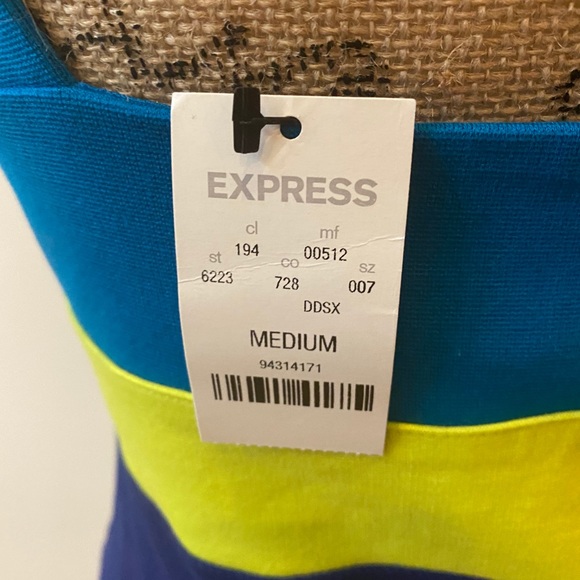 EXPRESS
cl mf
194 00512
st co sz
6223 728 007
DDSX
MEDIUM
94314171